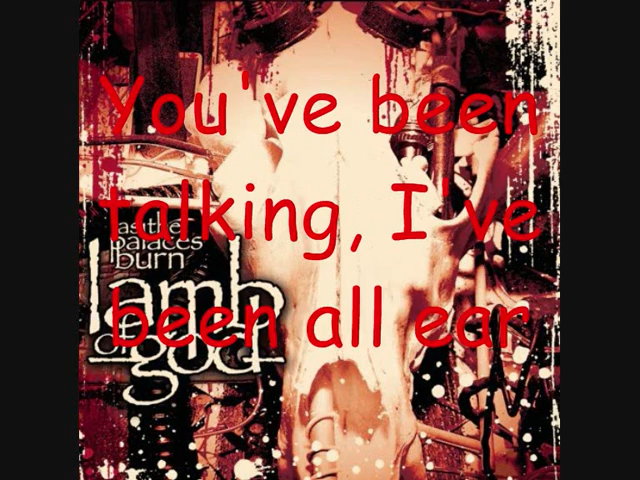 You've been
talking, I've
been all ear
as the
palaces
burn
lamb
of
god